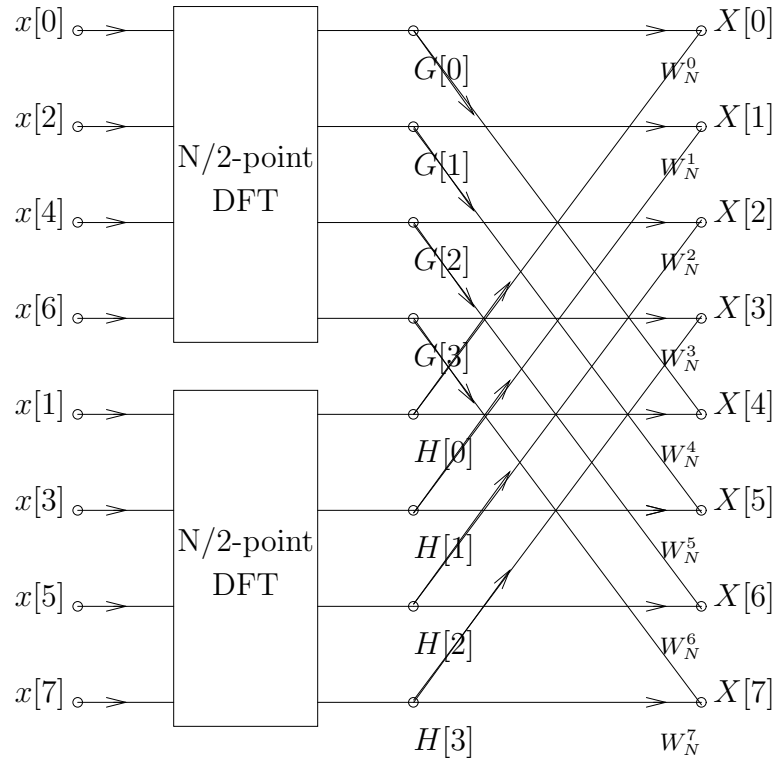 x[0]
X[0]
G[0]
W_N^0
x[2]
X[1]
N/2-point
DFT
G[1]
W_N^1
x[4]
X[2]
G[2]
W_N^2
x[6]
X[3]
G[3]
W_N^3
x[1]
X[4]
H[0]
W_N^4
x[3]
X[5]
N/2-point
DFT
H[1]
W_N^5
x[5]
X[6]
H[2]
W_N^6
x[7]
X[7]
H[3]
W_N^7